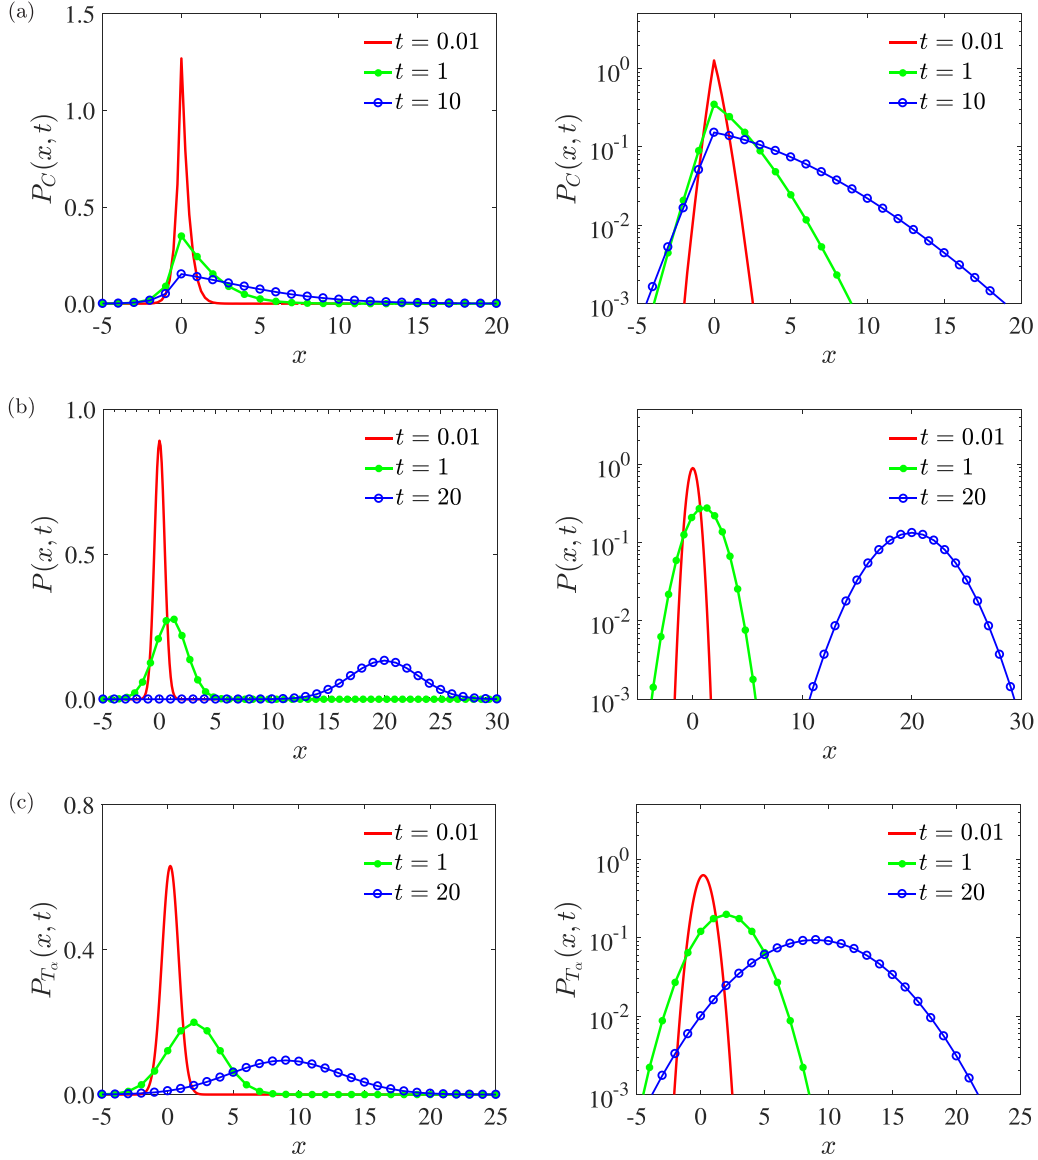 (a)
1.5
1.0
0.5
0.0
-5 0 5 10 15 20
x
P_C(x, t)
t = 0.01
t = 1
t = 10
10^0
10^-1
10^-2
10^-3
-5 0 5 10 15 20
x
P_C(x, t)
t = 0.01
t = 1
t = 10
(b)
1.0
0.5
0.0
-5 0 5 10 15 20 25 30
x
P(x, t)
t = 0.01
t = 1
t = 20
10^0
10^-1
10^-2
10^-3
0 10 20 30
x
P(x, t)
t = 0.01
t = 1
t = 20
(c)
0.8
0.4
0.0
-5 0 5 10 15 20 25
x
P_{T_α}(x, t)
t = 0.01
t = 1
t = 20
10^0
10^-1
10^-2
10^-3
-5 0 5 10 15 20 25
x
P_{T_α}(x, t)
t = 0.01
t = 1
t = 20